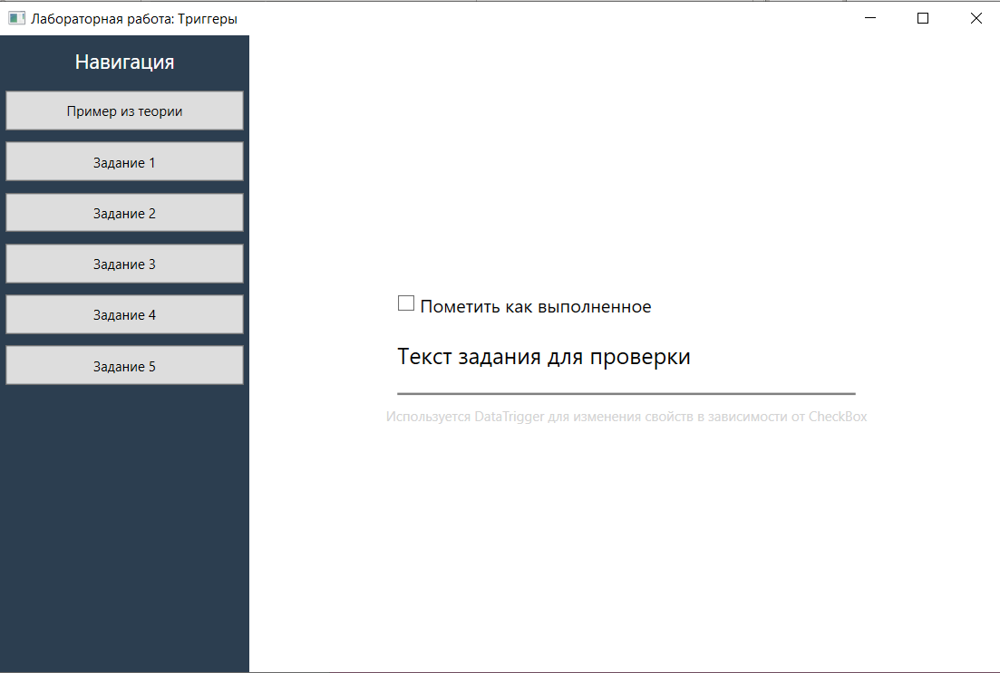 Лабораторная работа: Триггеры
Навигация
Пример из теории
Задание 1
Задание 2
Задание 3
Задание 4
Задание 5
Пометить как выполненное
Текст задания для проверки
Используется DataTrigger для изменения свойств в зависимости от CheckBox